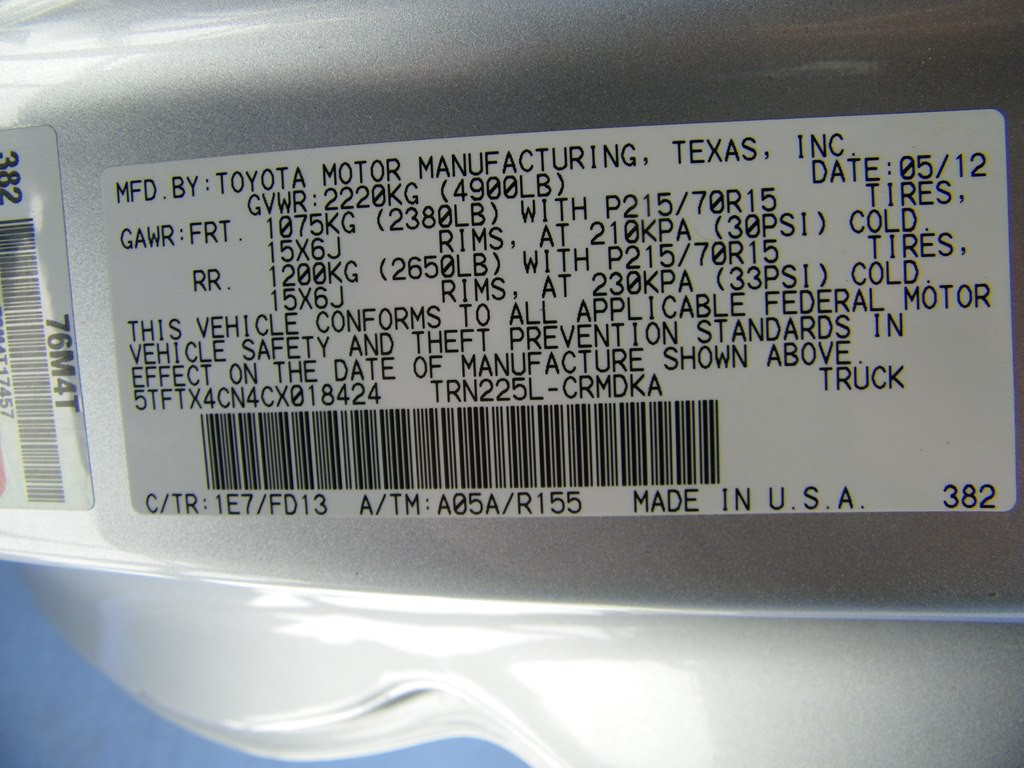 MFD.BY:TOYOTA MOTOR MANUFACTURING, TEXAS, INC.
GVWR:2220KG (4900LB) DATE:05/12
GAWR:FRT. 1075KG (2380LB) WITH P215/70R15 TIRES,
15X6J RIMS, AT 210KPA (30PSI) COLD.
RR. 1200KG (2650LB) WITH P215/70R15 TIRES,
15X6J RIMS, AT 230KPA (33PSI) COLD.
THIS VEHICLE CONFORMS TO ALL APPLICABLE FEDERAL MOTOR
VEHICLE SAFETY AND THEFT PREVENTION STANDARDS IN
EFFECT ON THE DATE OF MANUFACTURE SHOWN ABOVE.
5TFTX4CN4CX018424 TRN225L-CRMDKA TRUCK
C/TR:1E7/FD13 A/TM:A05A/R155 MADE IN U.S.A. 382
382
76M4T